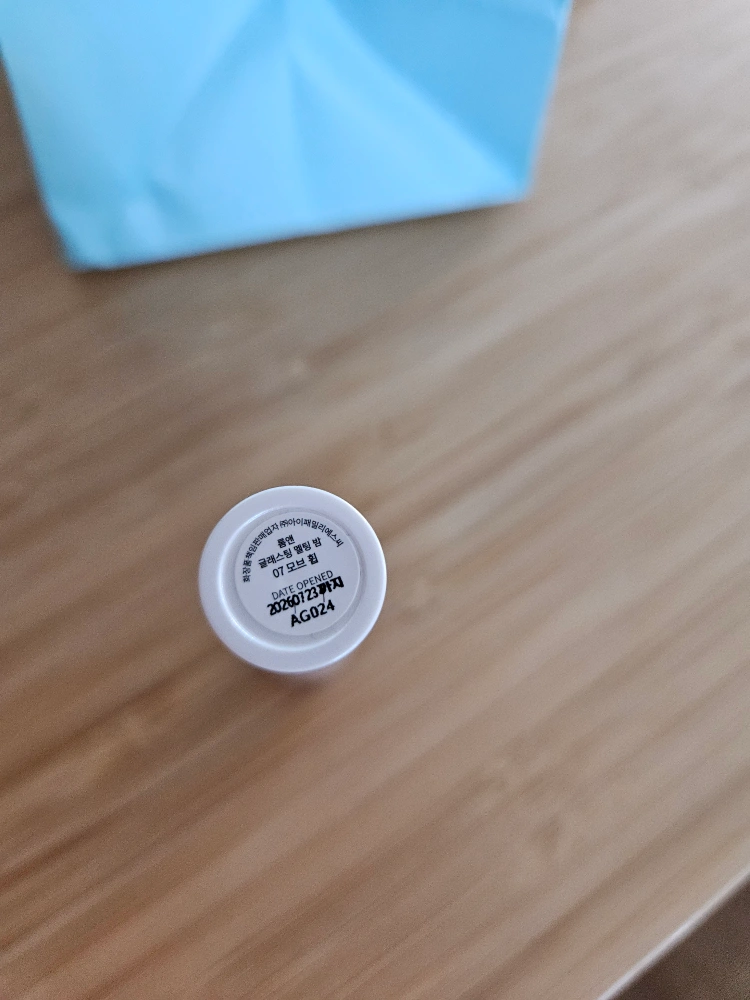 화장품책임판매업자 ㈜아이패밀리에스씨
롬앤
글래스팅 멜팅 밤
07 모브 휩
DATE OPENED
20260723까지
AG024